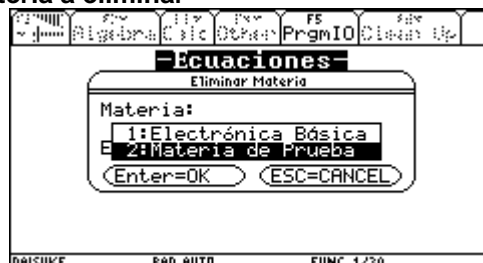 a eliminar
Algebra Calc Other PrgmIO Clean Up
F5
-Ecuaciones-
Eliminar Materia
Materia:
1:Electrónica Básica
E 2:Materia de Prueba
Enter=OK ESC=CANCEL
DAISUKE RAD AUTO FUNC 1/30